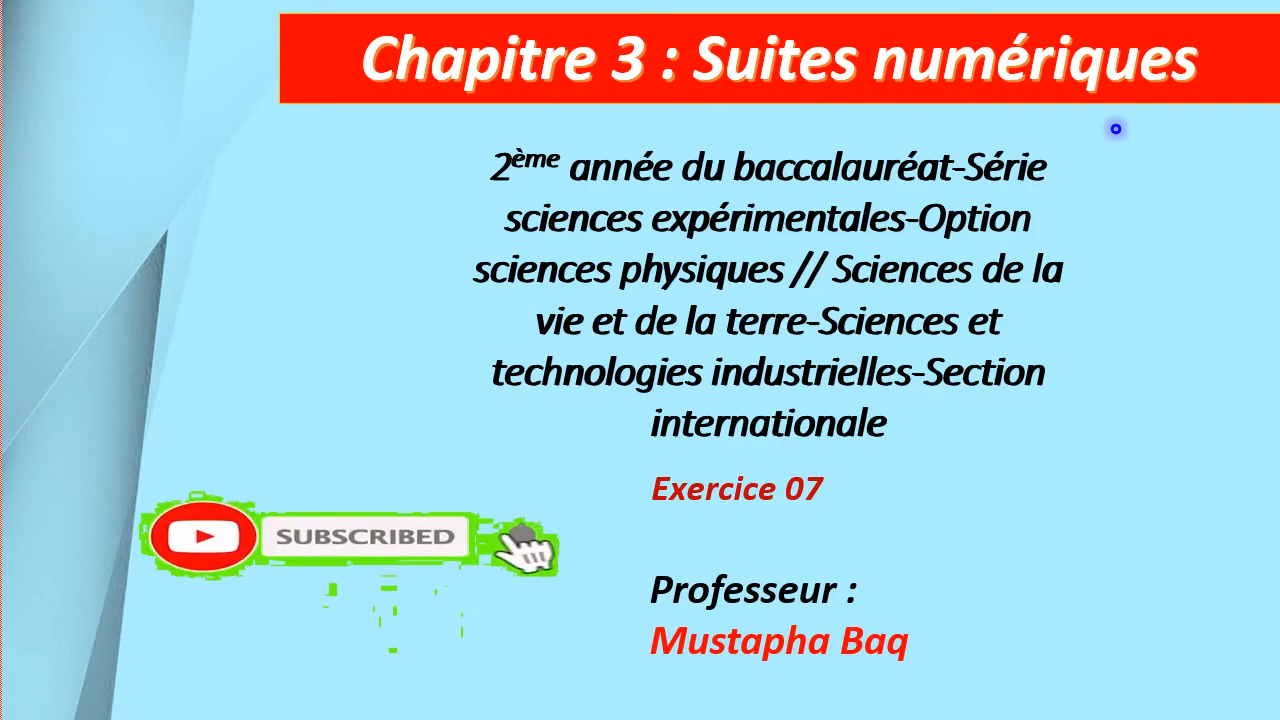 Chapitre 3 : Suites numériques
2ème année du baccalauréat-Série
sciences expérimentales-Option
sciences physiques // Sciences de la
vie et de la terre-Sciences et
technologies industrielles-Section
internationale
Exercice 07
SUBSCRIBED
Professeur :
Mustapha Baq